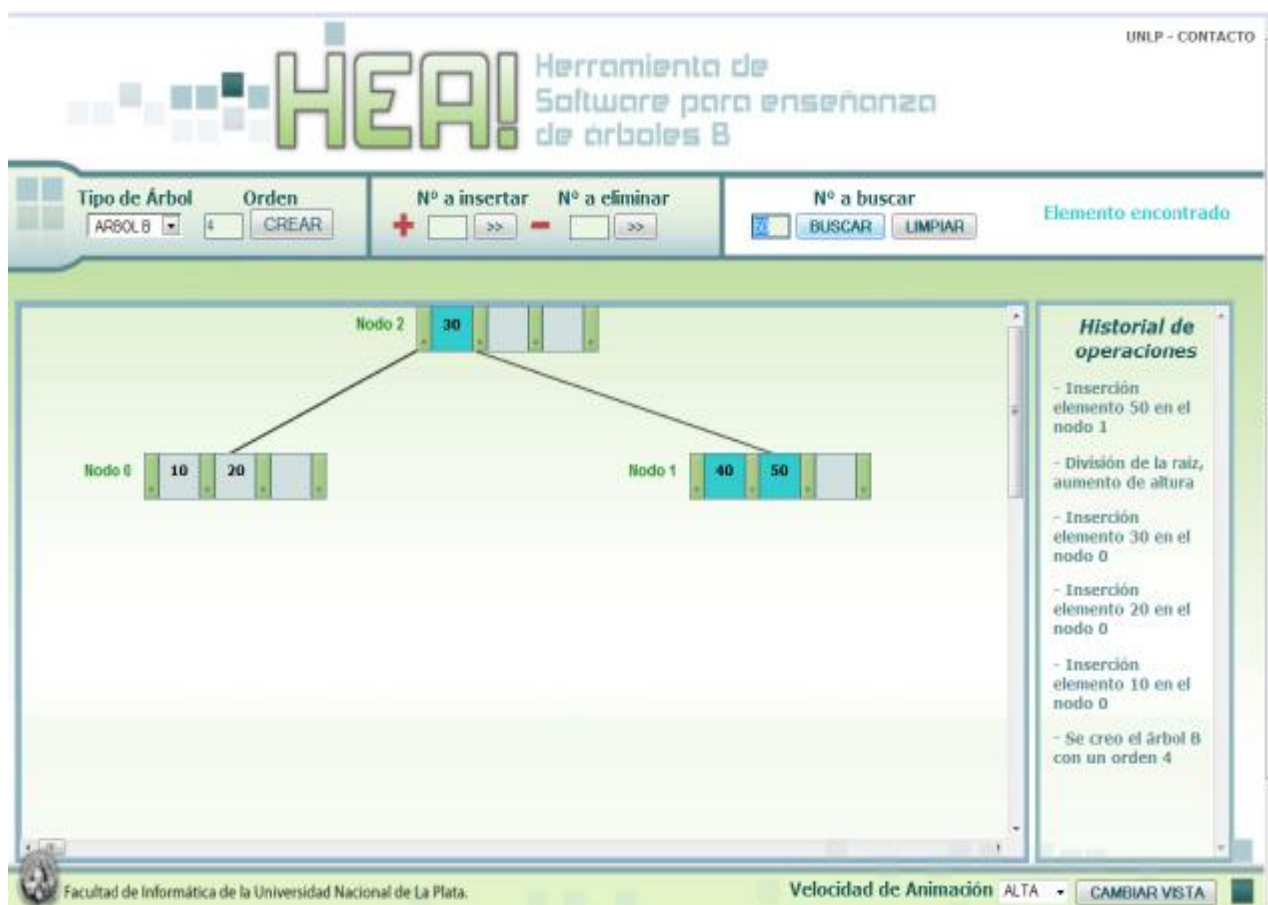 UNLP - CONTACTO
HEA!
Herramienta de
Software para enseñanza
de árboles B
Tipo de Árbol
Orden
ARBOL B
4
CREAR
Nº a insertar
>>
Nº a eliminar
>>
Nº a buscar
50
BUSCAR
LIMPIAR
Elemento encontrado
Nodo 2
30
Nodo 0
10
20
Nodo 1
40
50
Historial de
operaciones
- Inserción
elemento 50 en el
nodo 1
- División de la raiz,
aumento de altura
- Inserción
elemento 30 en el
nodo 0
- Inserción
elemento 20 en el
nodo 0
- Inserción
elemento 10 en el
nodo 0
- Se creo el árbol B
con un orden 4
Facultad de Informática de la Universidad Nacional de La Plata.
Velocidad de Animación
ALTA
CAMBIAR VISTA